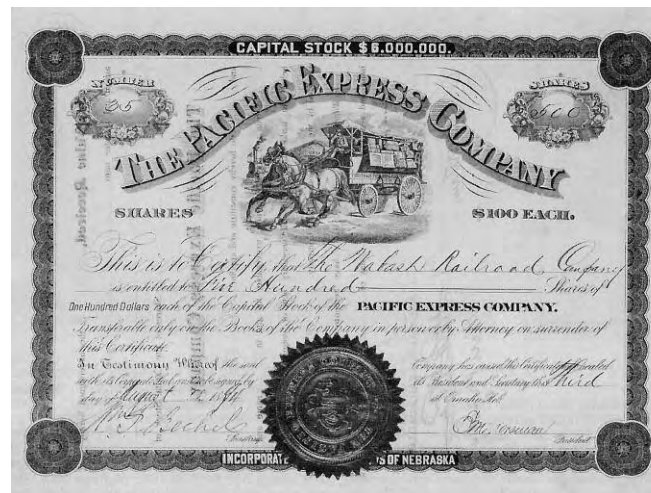 CAPITAL STOCK $6,000,000.
NUMBER
25
SHARES
500
THE PACIFIC EXPRESS COMPANY
SHARES
$100 EACH.
This is to Certify that The Wabash Railroad Company
is entitled to Five Hundred Shares of
One Hundred Dollars each of the Capital Stock of the PACIFIC EXPRESS COMPANY.
Transferable only on the Books of the Company in person or by Attorney on surrender of
this Certificate.
In Testimony Whereof the said Company has caused this Certificate to be sealed
with its Corporate Seal and to be signed by its President and Secretary this third
day of August at Omaha, Neb.
Secretary
President
INCORPORATED S OF NEBRASKA